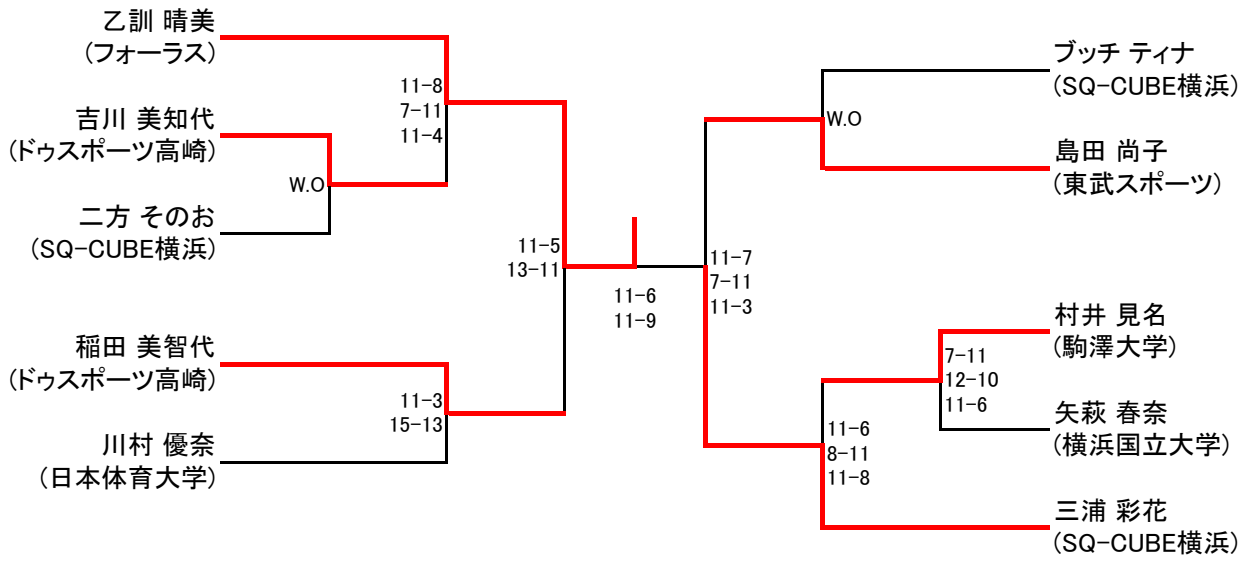 乙訓 晴美
(フォーラス)
11-8
7-11
11-4
吉川 美知代
(ドゥスポーツ高崎)
W.O
二方 そのお
(SQ-CUBE横浜)
11-5
13-11
稲田 美智代
(ドゥスポーツ高崎)
11-3
15-13
川村 優奈
(日本体育大学)
11-6
11-9
ブッチ ティナ
(SQ-CUBE横浜)
W.O
島田 尚子
(東武スポーツ)
11-7
7-11
11-3
村井 見名
(駒澤大学)
7-11
12-10
11-6
矢萩 春奈
(横浜国立大学)
11-6
8-11
11-8
三浦 彩花
(SQ-CUBE横浜)